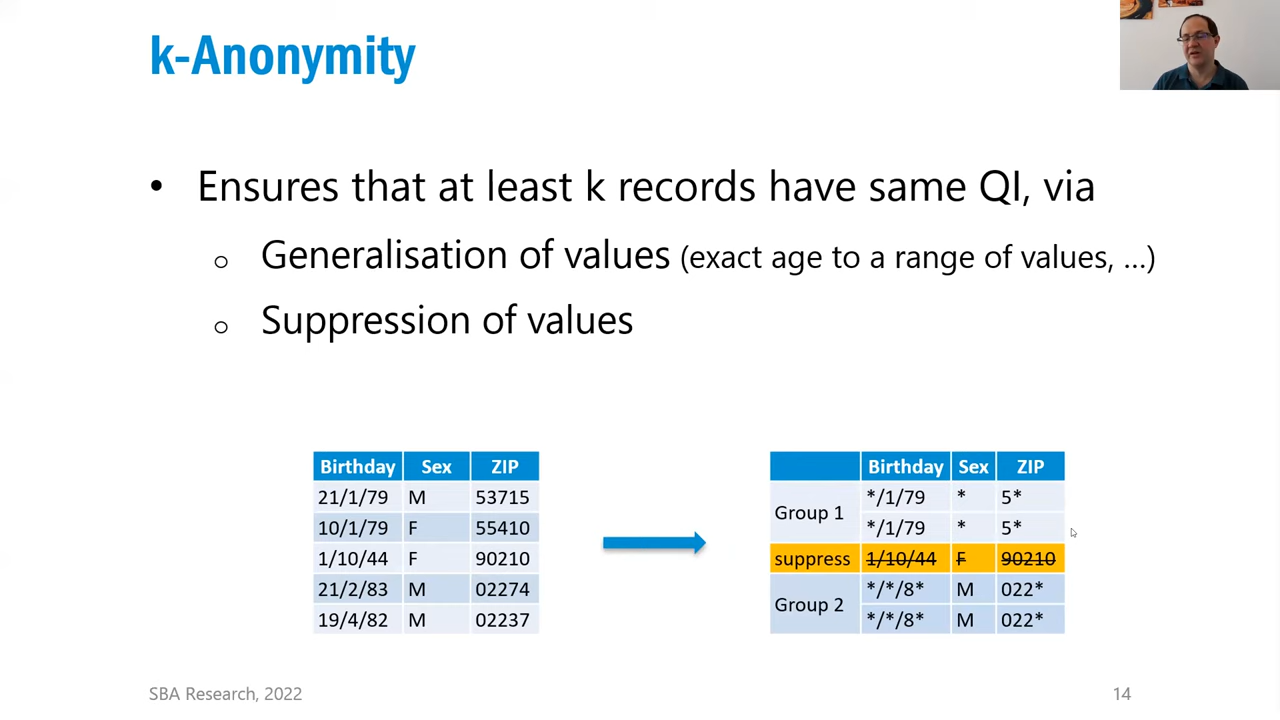 k-Anonymity
• Ensures that at least k records have same QI, via
o Generalisation of values (exact age to a range of values, ...)
o Suppression of values
Birthday Sex ZIP
21/1/79 M 53715
10/1/79 F 55410
1/10/44 F 90210
21/2/83 M 02274
19/4/82 M 02237
Birthday Sex ZIP
Group 1
*/1/79 * 5*
*/1/79 * 5*
suppress 1/10/44 F 90210
Group 2
*/*/8* M 022*
*/*/8* M 022*
SBA Research, 2022
14